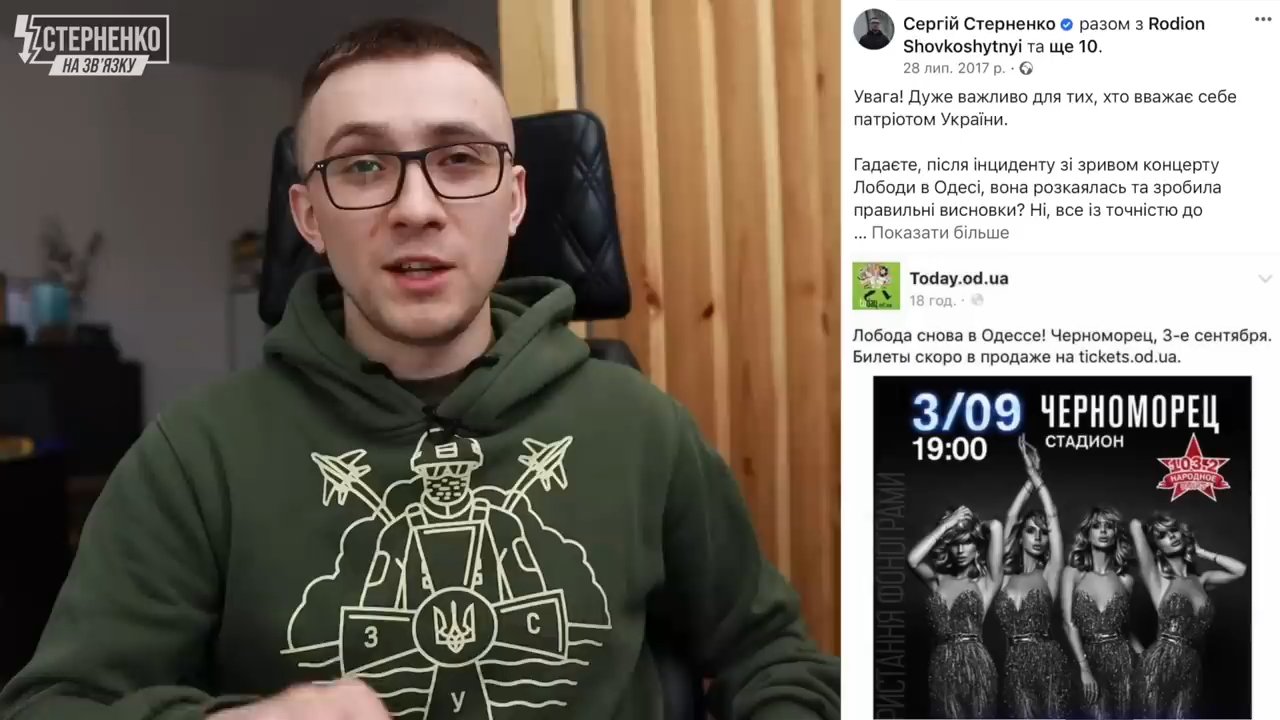 СТЕРНЕНКО
НА ЗВ'ЯЗКУ
З
С
У
Сергій Стерненко разом з Rodion
Shovkoshytnyi та ще 10.
28 лип. 2017 р. ·
Увага! Дуже важливо для тих, хто вважає себе
патріотом України.
Гадаєте, після інциденту зі зривом концерту
Лободи в Одесі, вона розкаялась та зробила
правильні висновки? Ні, все із точністю до
... Показати більше
Today.od.ua
18 год. ·
Лобода снова в Одессе! Черноморец, 3-е сентября.
Билеты скоро в продаже на tickets.od.ua.
3/09 ЧЕРНОМОРЕЦ
19:00 СТАДИОН
103.2
НАРОДНОЕ
РИСТАННЯ ФОНОГРАМИ